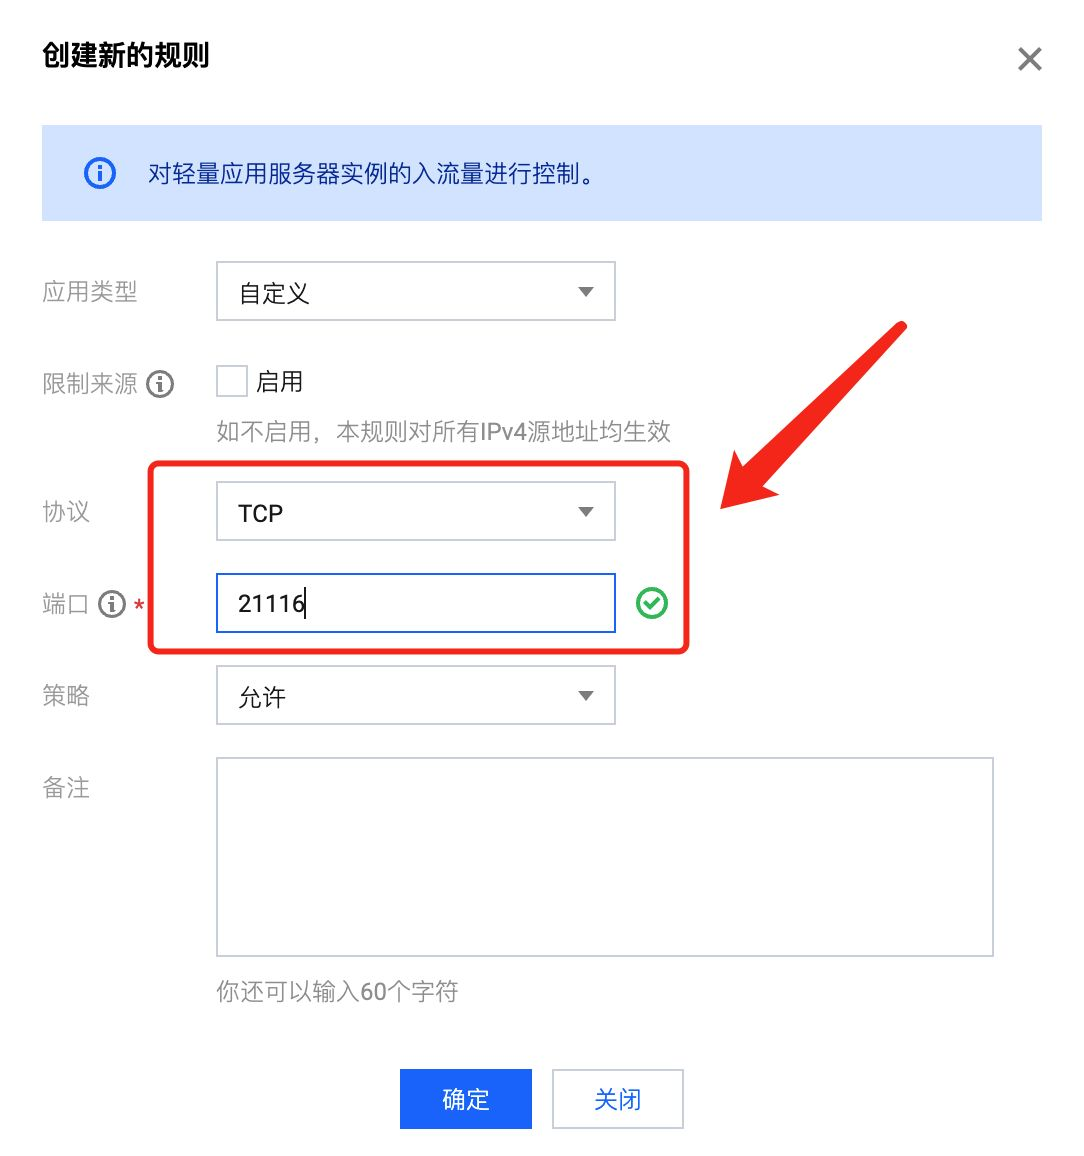 创建新的规则
对轻量应用服务器实例的入流量进行控制。
应用类型 自定义
限制来源 启用
如不启用，本规则对所有IPv4源地址均生效
协议 TCP
端口 * 21116
策略 允许
备注
你还可以输入60个字符
确定 关闭